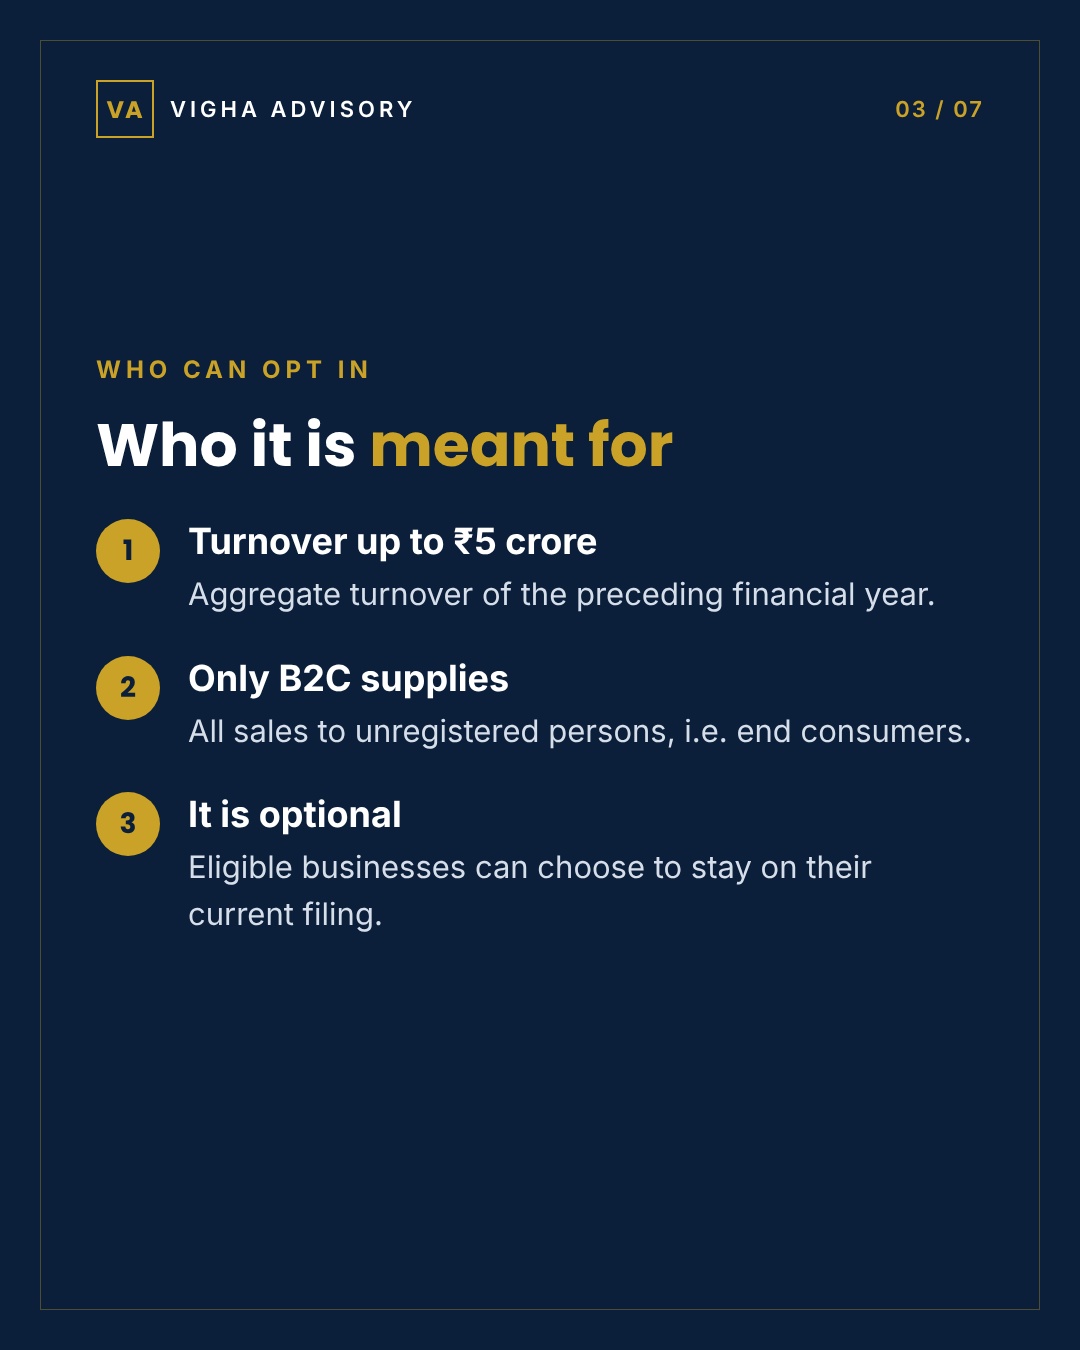 VA VIGHA ADVISORY
03 / 07
WHO CAN OPT IN
Who it is meant for
1 Turnover up to ₹5 crore
Aggregate turnover of the preceding financial year.
2 Only B2C supplies
All sales to unregistered persons, i.e. end consumers.
3 It is optional
Eligible businesses can choose to stay on their
current filing.